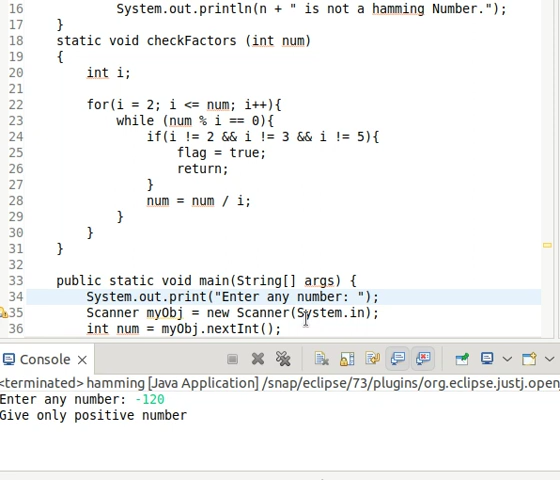 16 System.out.println(n + " is not a hamming Number.");
17 }
18 static void checkFactors (int num)
19 {
20 int i;
21
22 for(i = 2; i <= num; i++){
23 while (num % i == 0){
24 if(i != 2 && i != 3 && i != 5){
25 flag = true;
26 return;
27 }
28 num = num / i;
29 }
30 }
31 }
32
33 public static void main(String[] args) {
34 System.out.print("Enter any number: ");
35 Scanner myObj = new Scanner(System.in);
36 int num = myObj.nextInt();
Console
<terminated> hamming [Java Application] /snap/eclipse/73/plugins/org.eclipse.justj.open
Enter any number: -120
Give only positive number